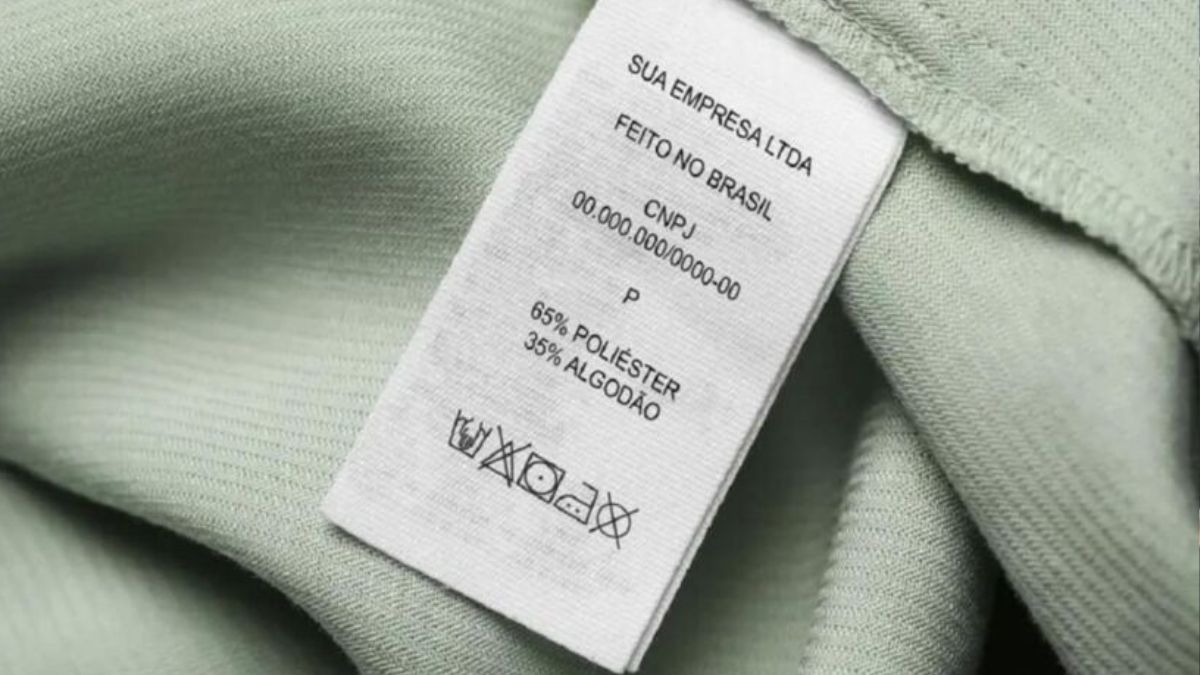 SUA EMPRESA LTDA
FEITO NO BRASIL
CNPJ
00.000.000/0000-00
P
65% POLIÉSTER
35% ALGODÃO